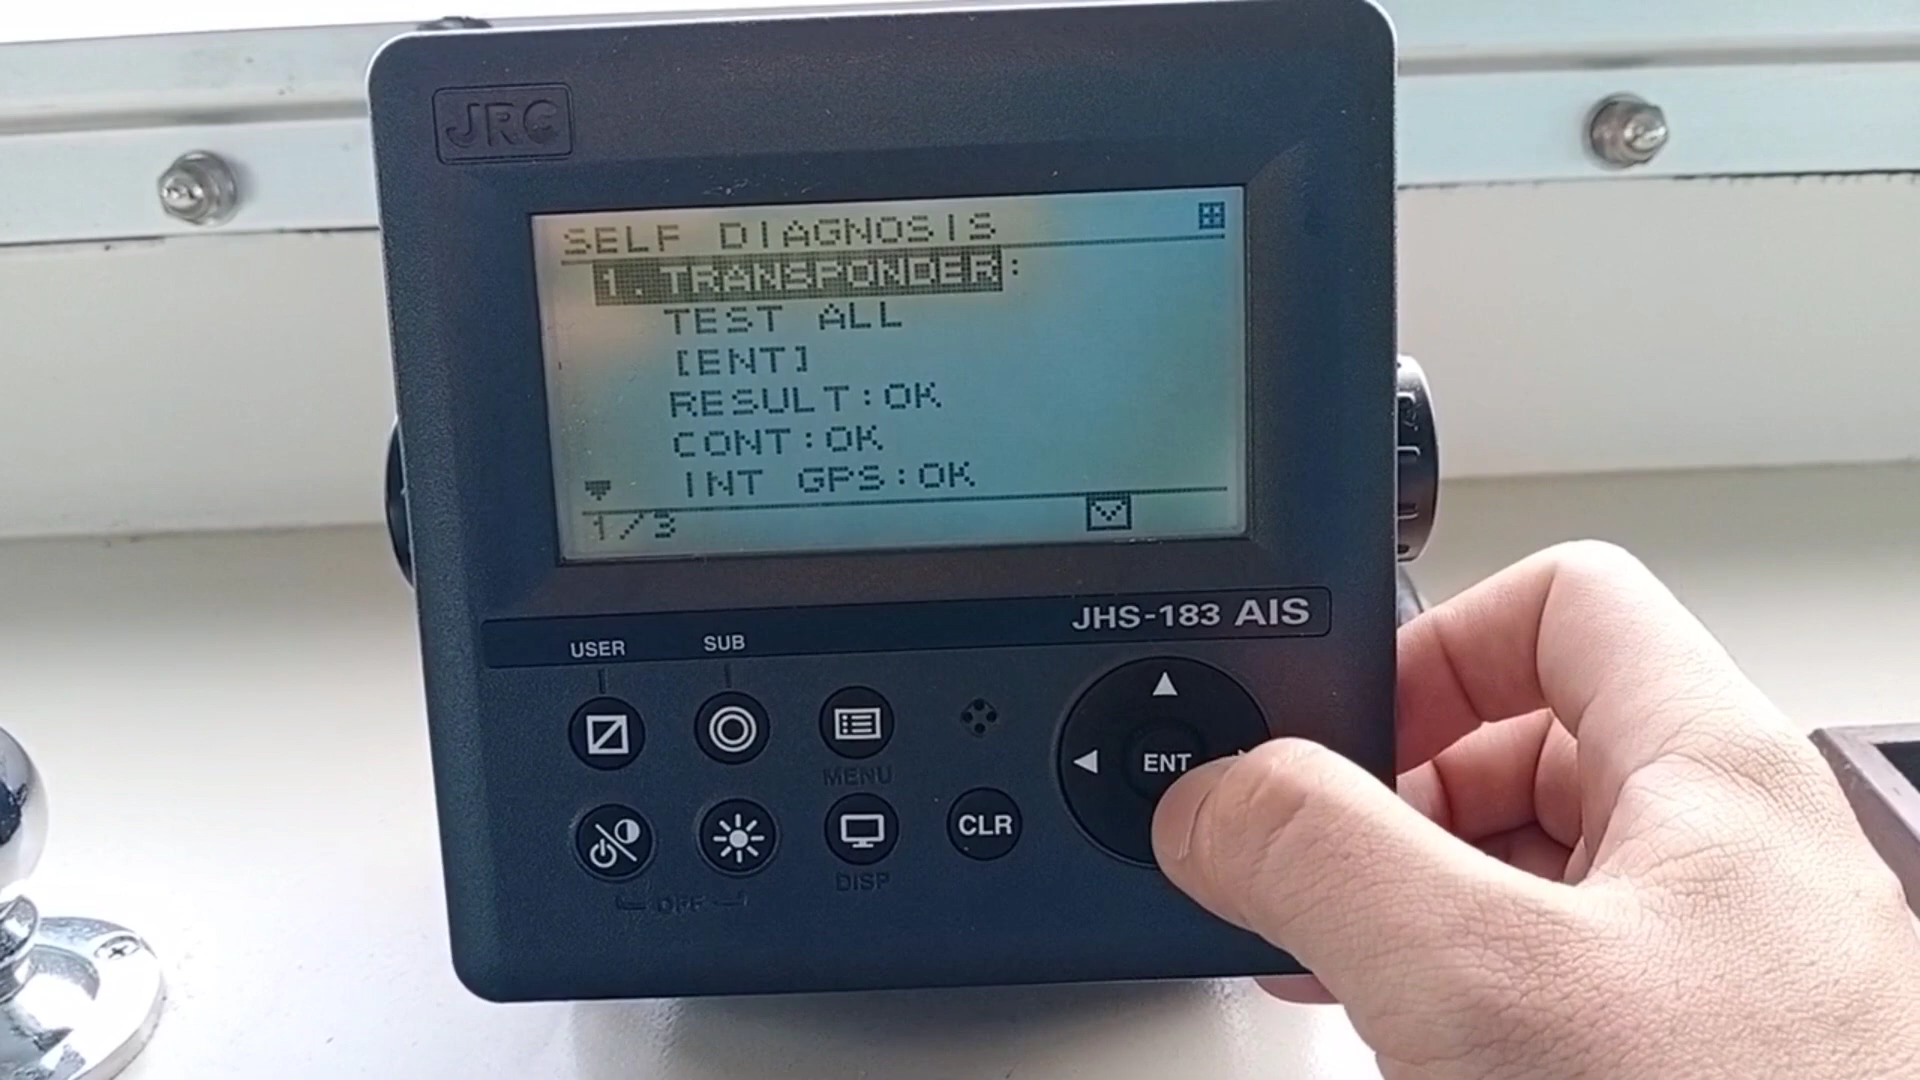 JRC
SELF DIAGNOSIS
1. TRANSPONDER:
TEST ALL
[ENT]
RESULT:OK
CONT:OK
INT GPS:OK
1/3
JHS-183 AIS
USER SUB
MENU
ENT
CLR
DISP
OFF